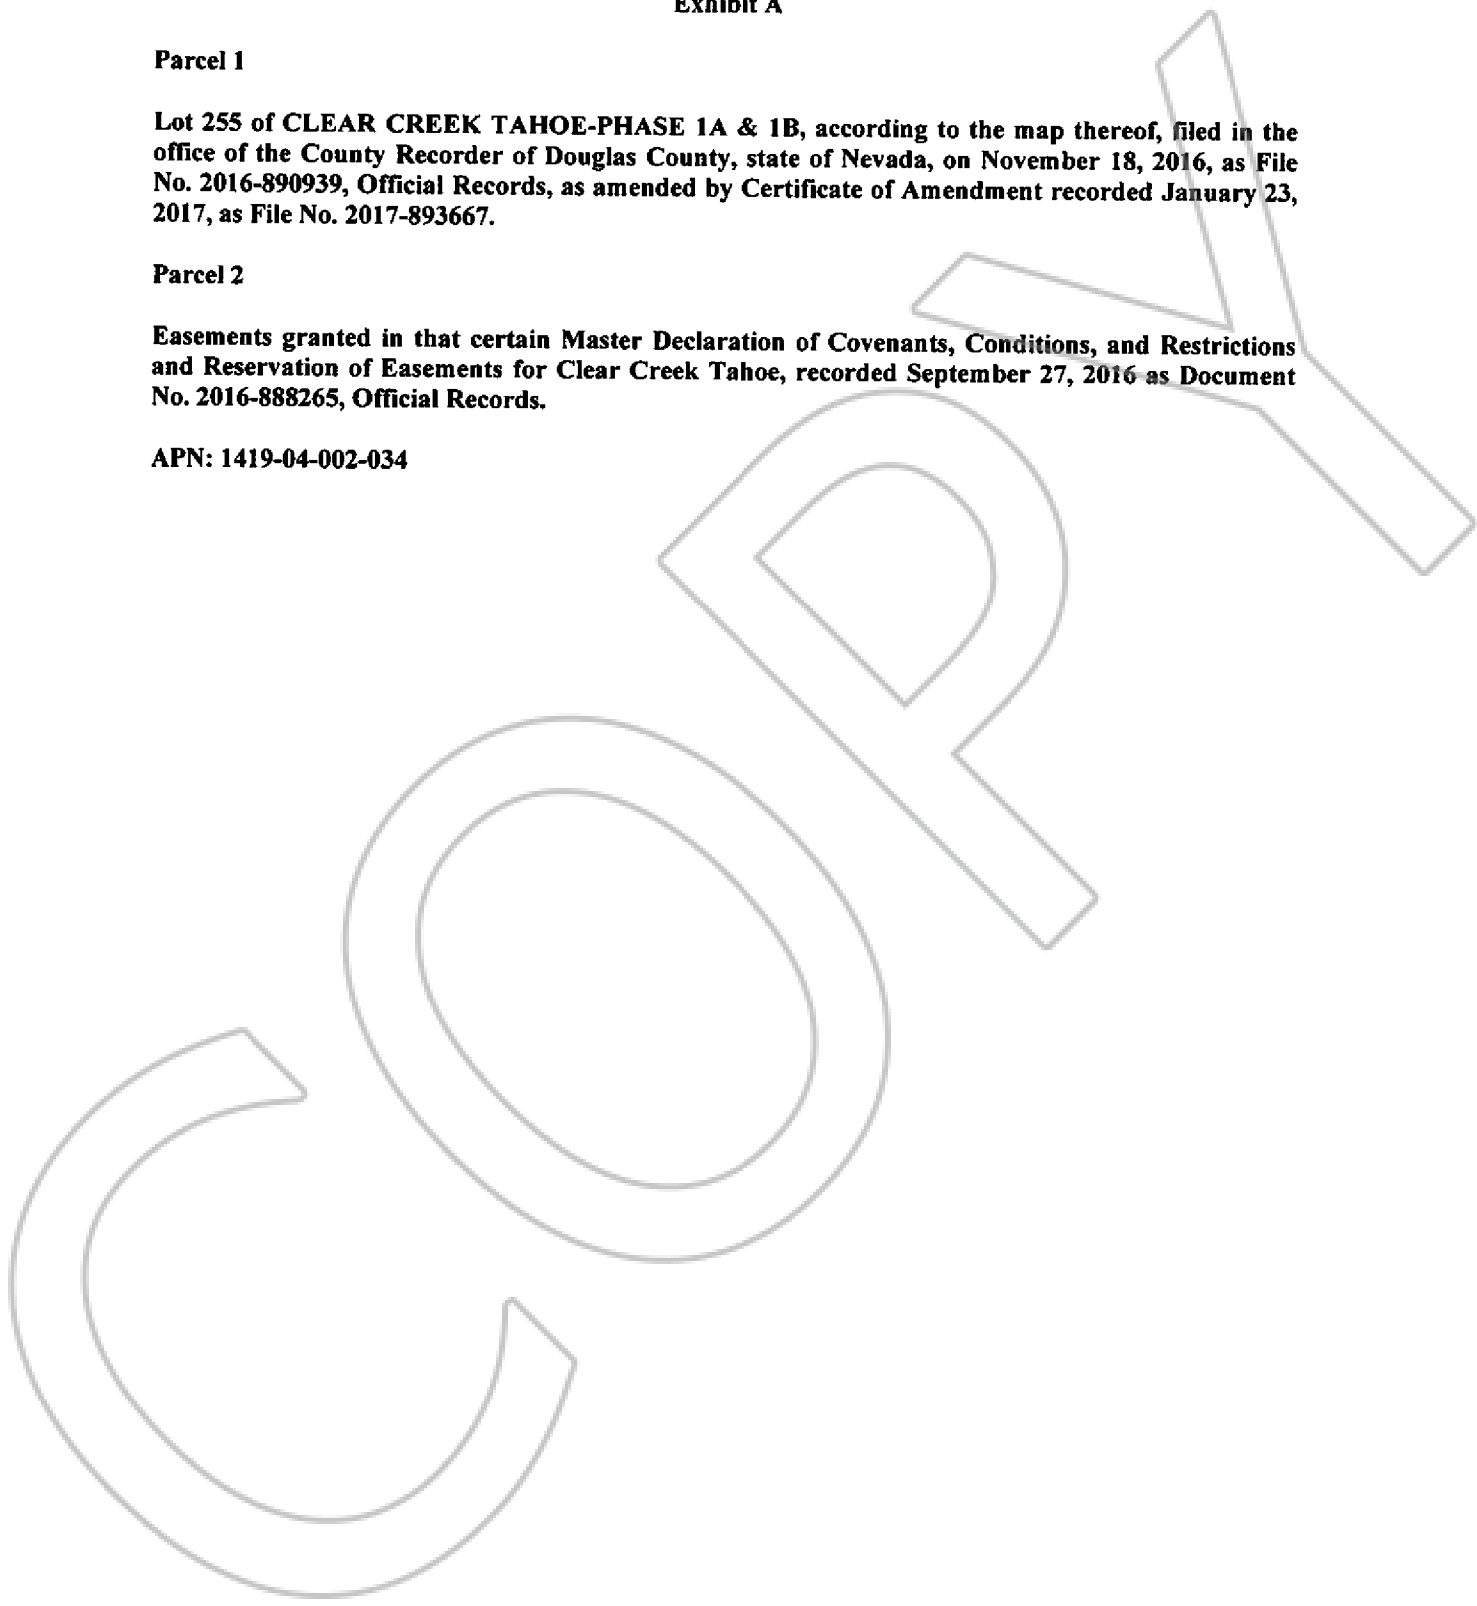 Exhibit A
Parcel 1
Lot 255 of CLEAR CREEK TAHOE-PHASE 1A & 1B, according to the map thereof, filed in the
office of the County Recorder of Douglas County, state of Nevada, on November 18, 2016, as File
No. 2016-890939, Official Records, as amended by Certificate of Amendment recorded January 23,
2017, as File No. 2017-893667.
Parcel 2
Easements granted in that certain Master Declaration of Covenants, Conditions, and Restrictions
and Reservation of Easements for Clear Creek Tahoe, recorded September 27, 2016 as Document
No. 2016-888265, Official Records.
APN: 1419-04-002-034
COPY